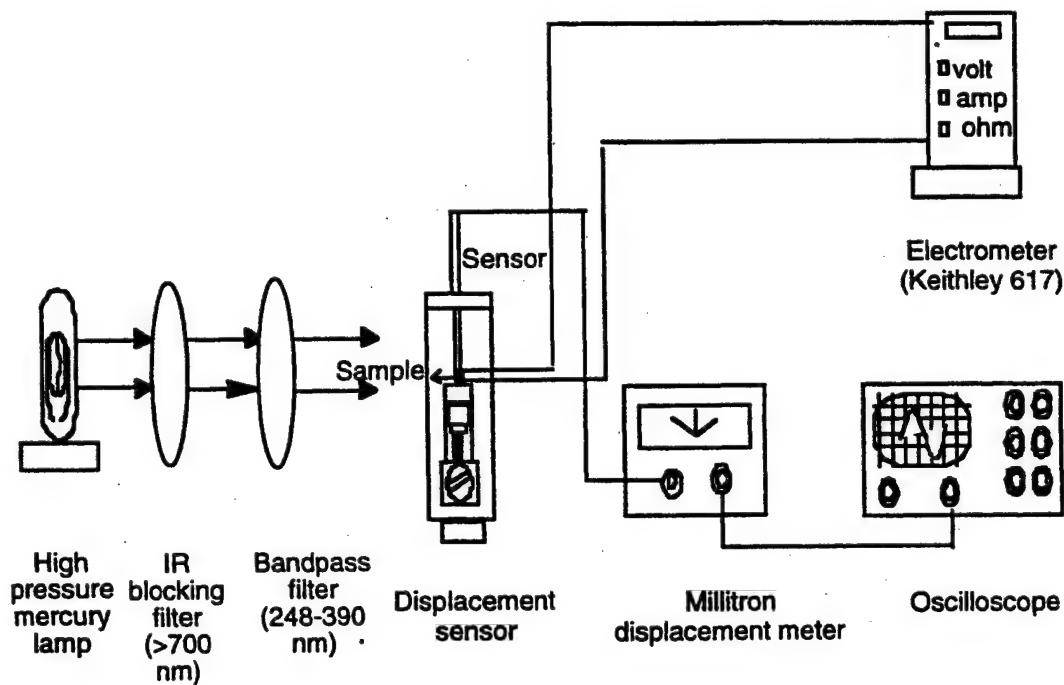 volt
amp
ohm
Electrometer
(Keithley 617)
Sensor
Sample
High
pressure
mercury
lamp
IR
blocking
filter
(>700
nm)
Bandpass
filter
(248-390
nm)
Displacement
sensor
Millitron
displacement meter
Oscilloscope